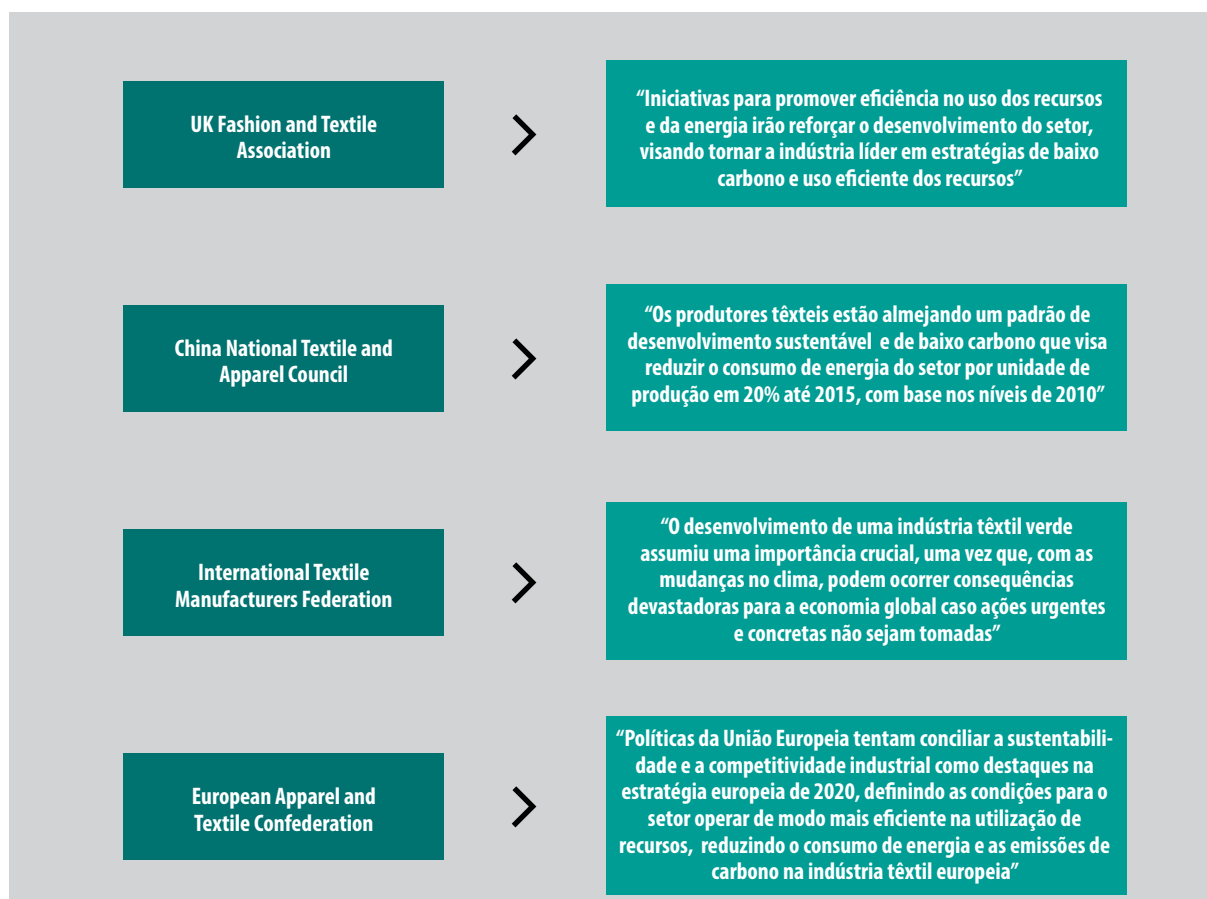 UK Fashion and Textile
Association
“Iniciativas para promover eficiência no uso dos recursos
e da energia irão reforçar o desenvolvimento do setor,
visando tornar a indústria líder em estratégias de baixo
carbono e uso eficiente dos recursos”
China National Textile and
Apparel Council
“Os produtores têxteis estão almejando um padrão de
desenvolvimento sustentável e de baixo carbono que visa
reduzir o consumo de energia do setor por unidade de
produção em 20% até 2015, com base nos níveis de 2010”
International Textile
Manufacturers Federation
“O desenvolvimento de uma indústria têxtil verde
assumiu uma importância crucial, uma vez que, com as
mudanças no clima, podem ocorrer consequências
devastadoras para a economia global caso ações urgentes
e concretas não sejam tomadas”
European Apparel and
Textile Confederation
“Políticas da União Europeia tentam conciliar a sustentabili-
dade e a competitividade industrial como destaques na
estratégia europeia de 2020, definindo as condições para o
setor operar de modo mais eficiente na utilização de
recursos, reduzindo o consumo de energia e as emissões de
carbono na indústria têxtil europeia”